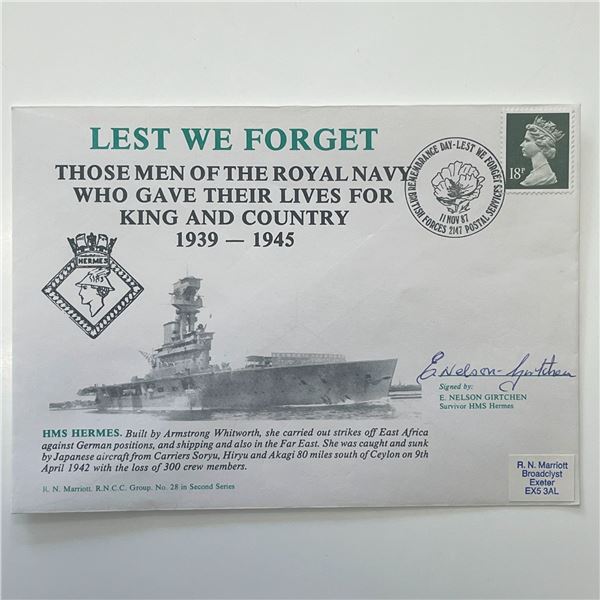 LEST WE FORGET
THOSE MEN OF THE ROYAL NAVY
WHO GAVE THEIR LIVES FOR
KING AND COUNTRY
1939 — 1945
REMEMBRANCE DAY - LEST WE FORGET
11 NOV 87
BRITISH FORCES 2147 POSTAL SERVICES
18P
HERMES
E Nelson-Girtchen
Signed by:
E. NELSON GIRTCHEN
Survivor HMS Hermes
HMS HERMES. Built by Armstrong Whitworth, she carried out strikes off East Africa
against German positions, and shipping and also in the Far East. She was caught and sunk
by Japanese aircraft from Carriers Soryu, Hiryu and Akagi 80 miles south of Ceylon on 9th
April 1942 with the loss of 300 crew members.
R. N. Marriott. R.N.C.C. Group. No. 28 in Second Series
R. N. Marriott
Broadclyst
Exeter
EX5 3AL